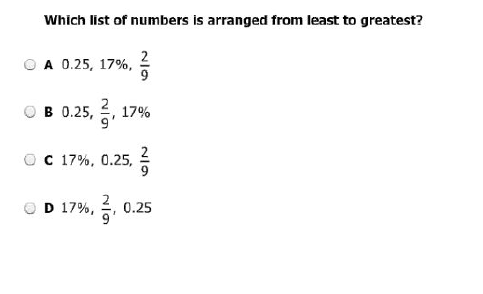 Which list of numbers is arranged from least to greatest?
A 0.25, 17%, 2/9
B 0.25, 2/9, 17%
C 17%, 0.25, 2/9
D 17%, 2/9, 0.25